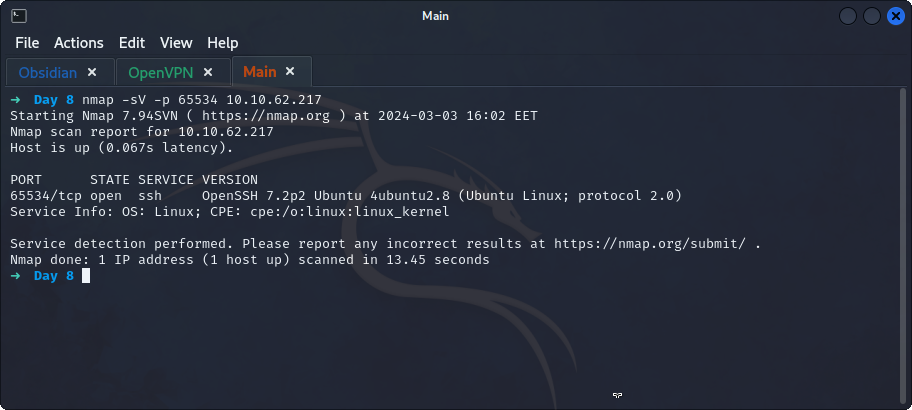 Main
File Actions Edit View Help
Obsidian × OpenVPN × Main ×
→ Day 8 nmap -sV -p 65534 10.10.62.217
Starting Nmap 7.94SVN ( https://nmap.org ) at 2024-03-03 16:02 EET
Nmap scan report for 10.10.62.217
Host is up (0.067s latency).
PORT      STATE SERVICE VERSION
65534/tcp open  ssh     OpenSSH 7.2p2 Ubuntu 4ubuntu2.8 (Ubuntu Linux; protocol 2.0)
Service Info: OS: Linux; CPE: cpe:/o:linux:linux_kernel
Service detection performed. Please report any incorrect results at https://nmap.org/submit/ .
Nmap done: 1 IP address (1 host up) scanned in 13.45 seconds
→ Day 8